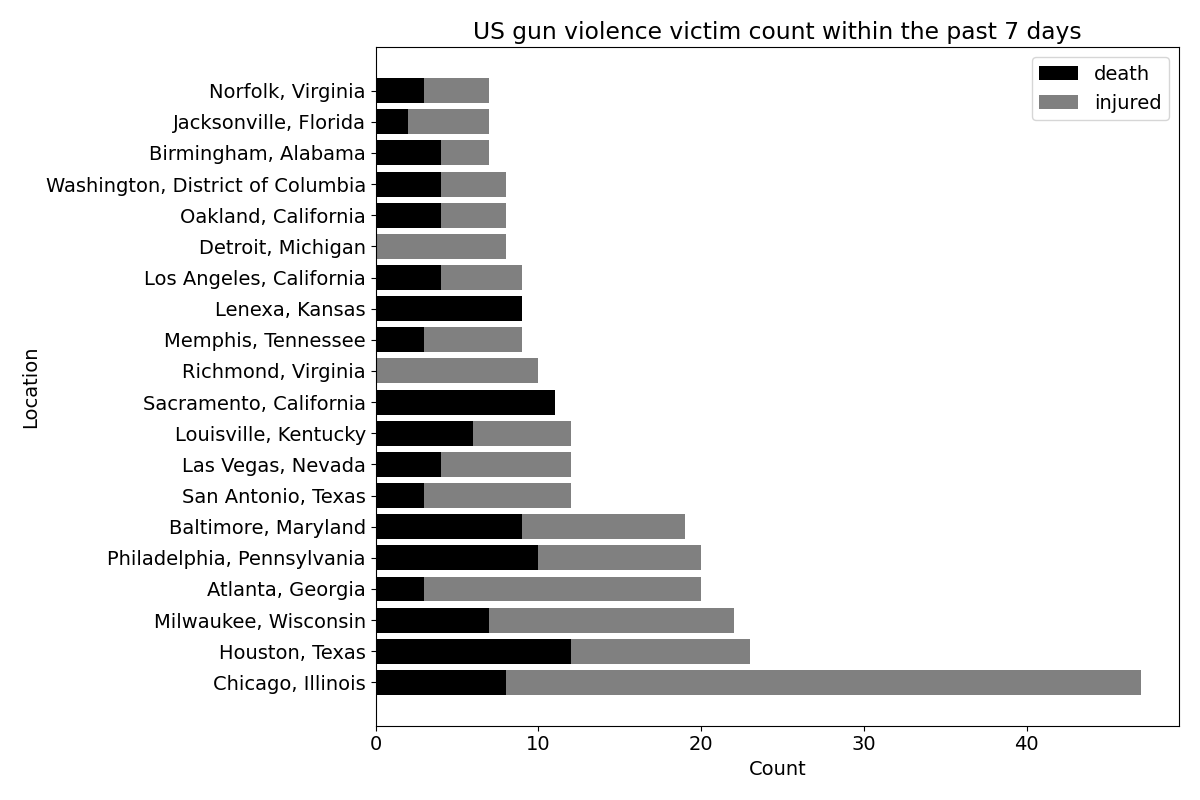 US gun violence victim count within the past 7 days
death
injured
Norfolk, Virginia
Jacksonville, Florida
Birmingham, Alabama
Washington, District of Columbia
Oakland, California
Detroit, Michigan
Los Angeles, California
Lenexa, Kansas
Memphis, Tennessee
Richmond, Virginia
Sacramento, California
Louisville, Kentucky
Las Vegas, Nevada
San Antonio, Texas
Baltimore, Maryland
Philadelphia, Pennsylvania
Atlanta, Georgia
Milwaukee, Wisconsin
Houston, Texas
Chicago, Illinois
Location
0 10 20 30 40
Count